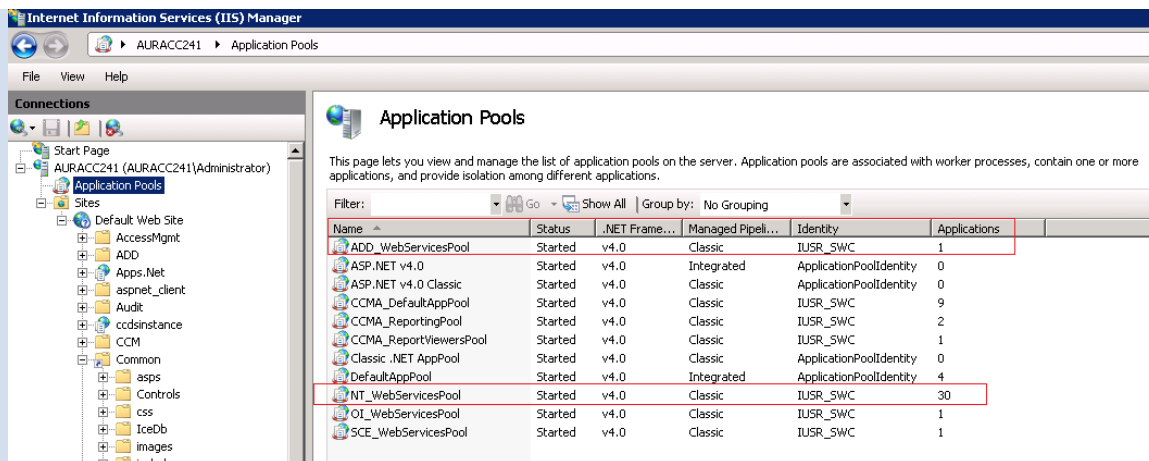 Internet Information Services (IIS) Manager
AURACC241 Application Pools
File View Help
Connections
Start Page
AURACC241 (AURACC241\Administrator)
Application Pools
Sites
Default Web Site
AccessMgmt
ADD
Apps.Net
aspnet_client
Audit
ccdsinstance
CCM
Common
asps
Controls
css
IceDb
images
Application Pools
This page lets you view and manage the list of application pools on the server. Application pools are associated with worker processes, contain one or more
applications, and provide isolation among different applications.
Filter: Go Show All Group by: No Grouping
Name Status .NET Frame... Managed Pipeli... Identity Applications
ADD_WebServicesPool Started v4.0 Classic IUSR_SWC 1
ASP.NET v4.0 Started v4.0 Integrated ApplicationPoolIdentity 0
ASP.NET v4.0 Classic Started v4.0 Classic ApplicationPoolIdentity 0
CCMA_DefaultAppPool Started v4.0 Classic IUSR_SWC 9
CCMA_ReportingPool Started v4.0 Classic IUSR_SWC 2
CCMA_ReportViewersPool Started v4.0 Classic IUSR_SWC 1
Classic .NET AppPool Started v4.0 Classic ApplicationPoolIdentity 0
DefaultAppPool Started v4.0 Integrated ApplicationPoolIdentity 4
NT_WebServicesPool Started v4.0 Classic IUSR_SWC 30
OI_WebServicesPool Started v4.0 Classic IUSR_SWC 1
SCE_WebServicesPool Started v4.0 Classic IUSR_SWC 1